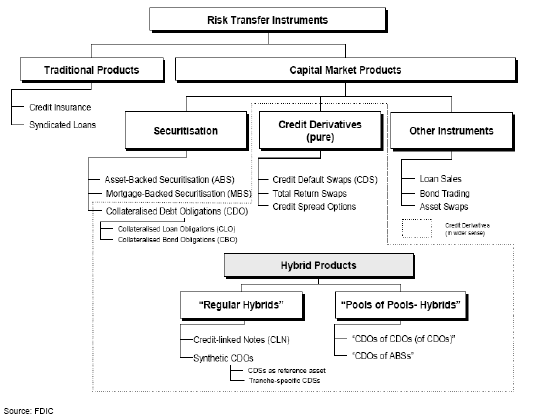 Risk Transfer Instruments
Traditional Products
Capital Market Products
Credit Insurance
Syndicated Loans
Securitisation
Credit Derivatives
(pure)
Other Instruments
Asset-Backed Securitisation (ABS)
Mortgage-Backed Securitisation (MBS)
Collateralised Debt Obligations (CDO)
Collateralised Loan Obligations (CLO)
Collateralised Bond Obligations (CBO)
Credit Default Swaps (CDS)
Total Return Swaps
Credit Spread Options
Loan Sales
Bond Trading
Asset Swaps
Credit Derivatives
(in wider sense)
Hybrid Products
"Regular Hybrids"
"Pools of Pools- Hybrids"
Credit-linked Notes (CLN)
Synthetic CDOs
CDSs as reference asset
Tranche-specific CDSs
"CDOs of CDOs (of CDOs)"
"CDOs of ABSs"
Source: FDIC